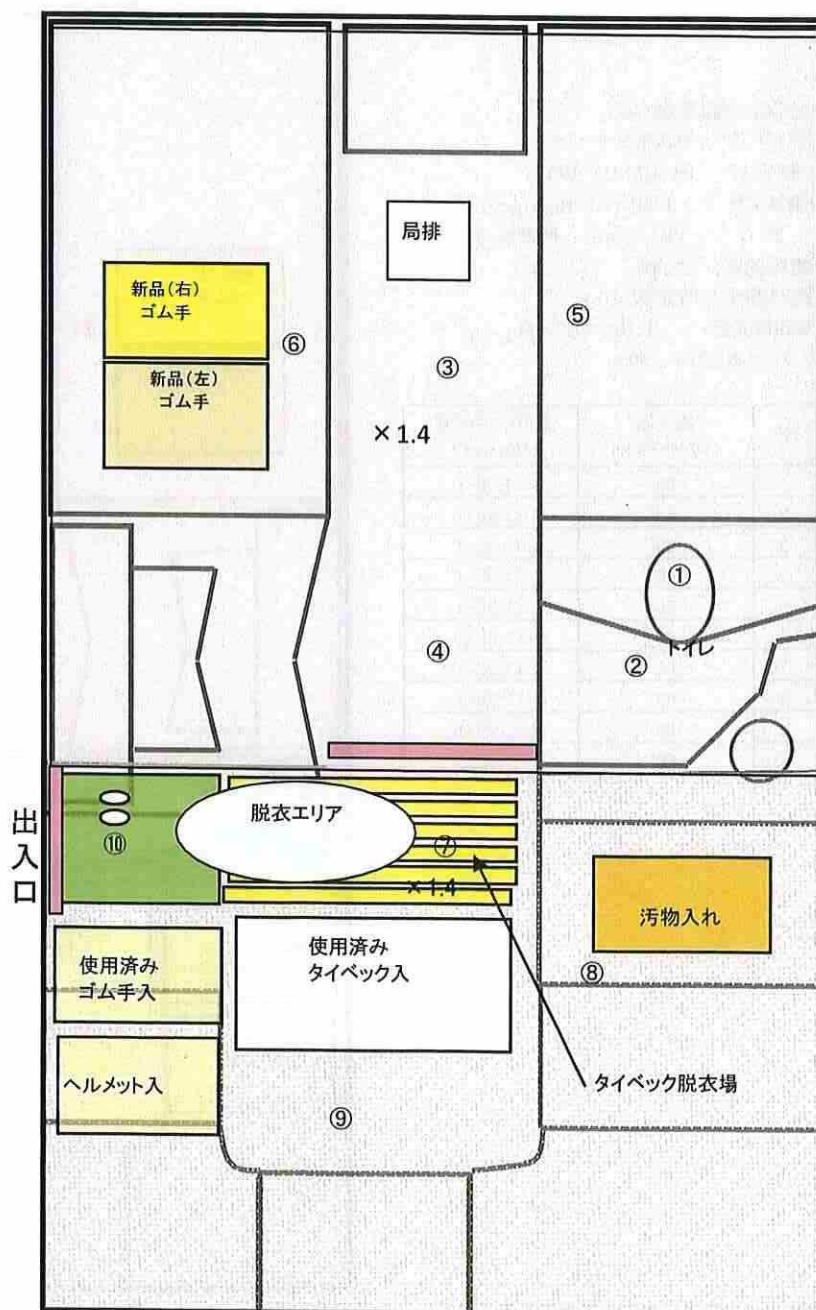 局排
新品(右)
ゴム手
⑤
⑥
新品(左)
ゴム手
③
×1.4
①
④
②
トイレ
出入口
脱衣エリア
⑩
⑦
×1.4
汚物入れ
使用済み
ゴム手入
使用済み
タイベック入
⑧
ヘルメット入
タイベック脱衣場
⑨